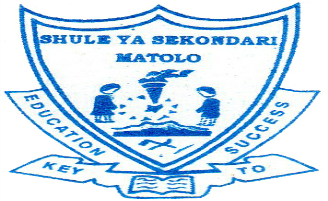 SHULE YA SEKONDARI
MATOLO
EDUCATION
KEY
TO
SUCCESS